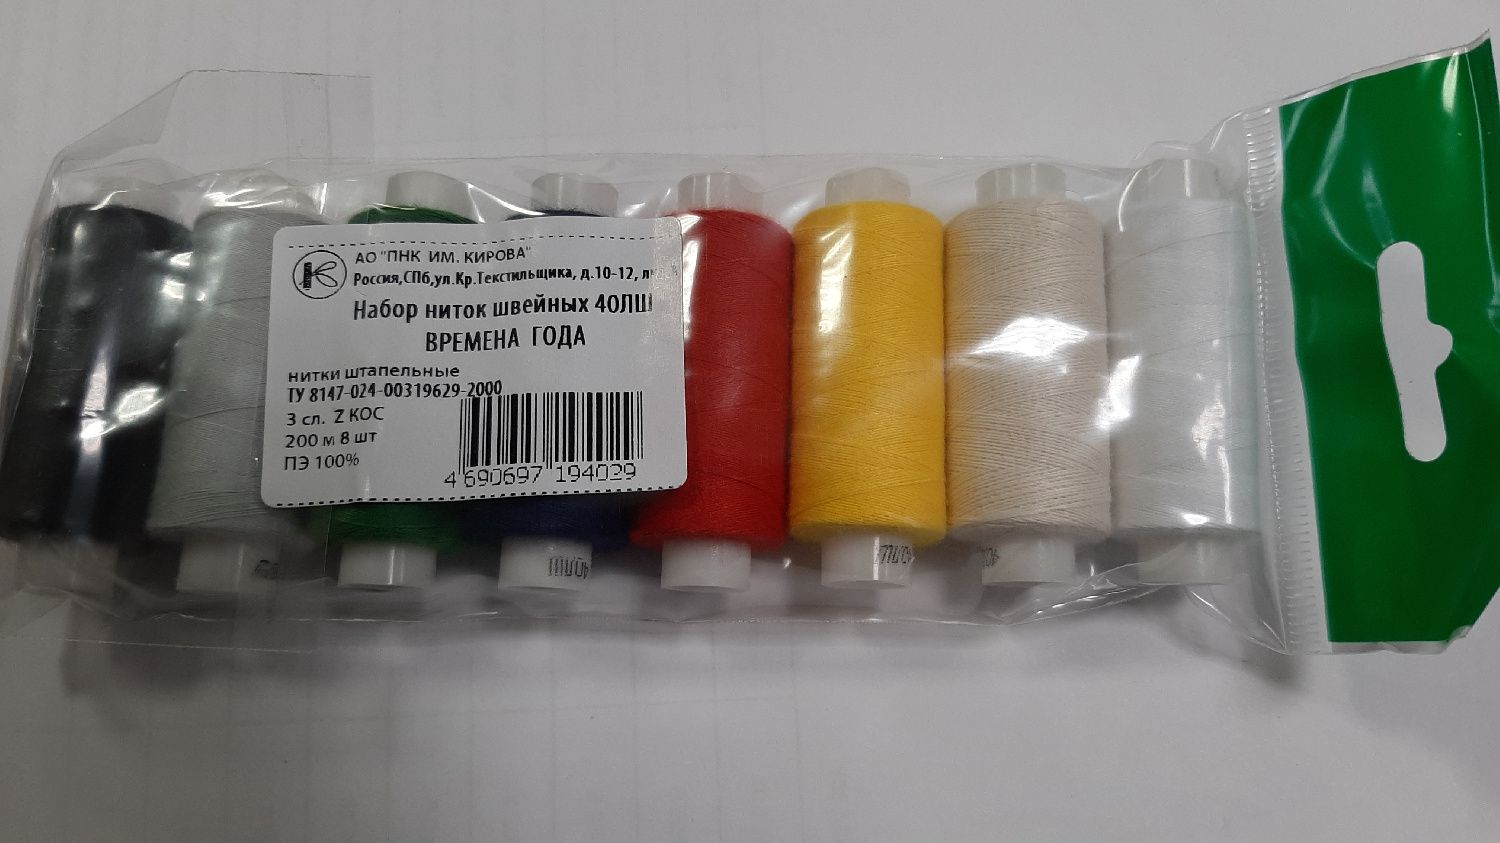 АО "ПНК ИМ. КИРОВА"
Россия,СПб,ул.Кр.Текстильщика, д.10-12,
Набор ниток швейных 40ЛШ
ВРЕМЕНА ГОДА
нитки штапельные
ТУ 8147-024-00319629-2000
3 сл. Z КОС
200 м 8 шт
ПЭ 100%
4 690697 194029